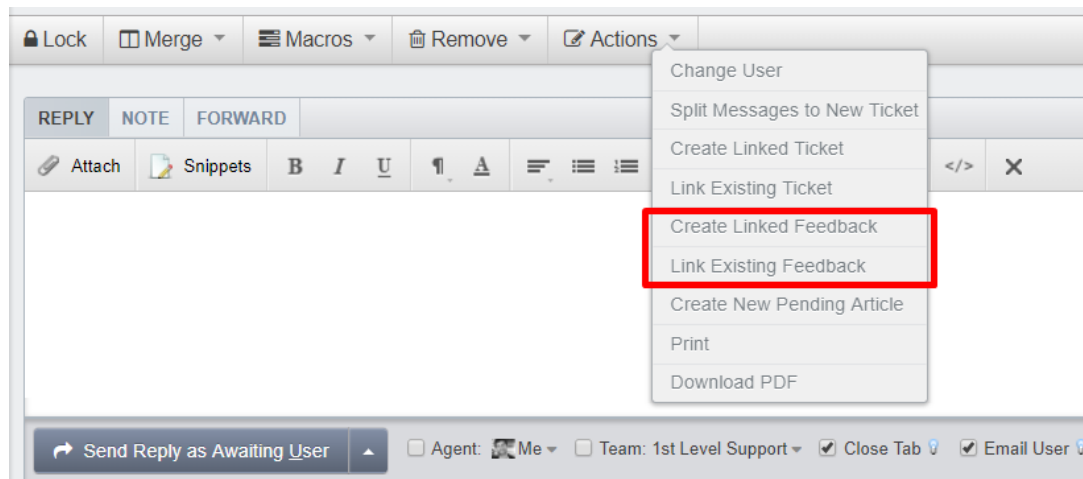 Lock Merge Macros Remove Actions
Change User
Split Messages to New Ticket
Create Linked Ticket
Link Existing Ticket
Create Linked Feedback
Link Existing Feedback
Create New Pending Article
Print
Download PDF
REPLY NOTE FORWARD
Attach Snippets B I U ¶ A </> X
Send Reply as Awaiting User Agent: Me Team: 1st Level Support Close Tab Email User